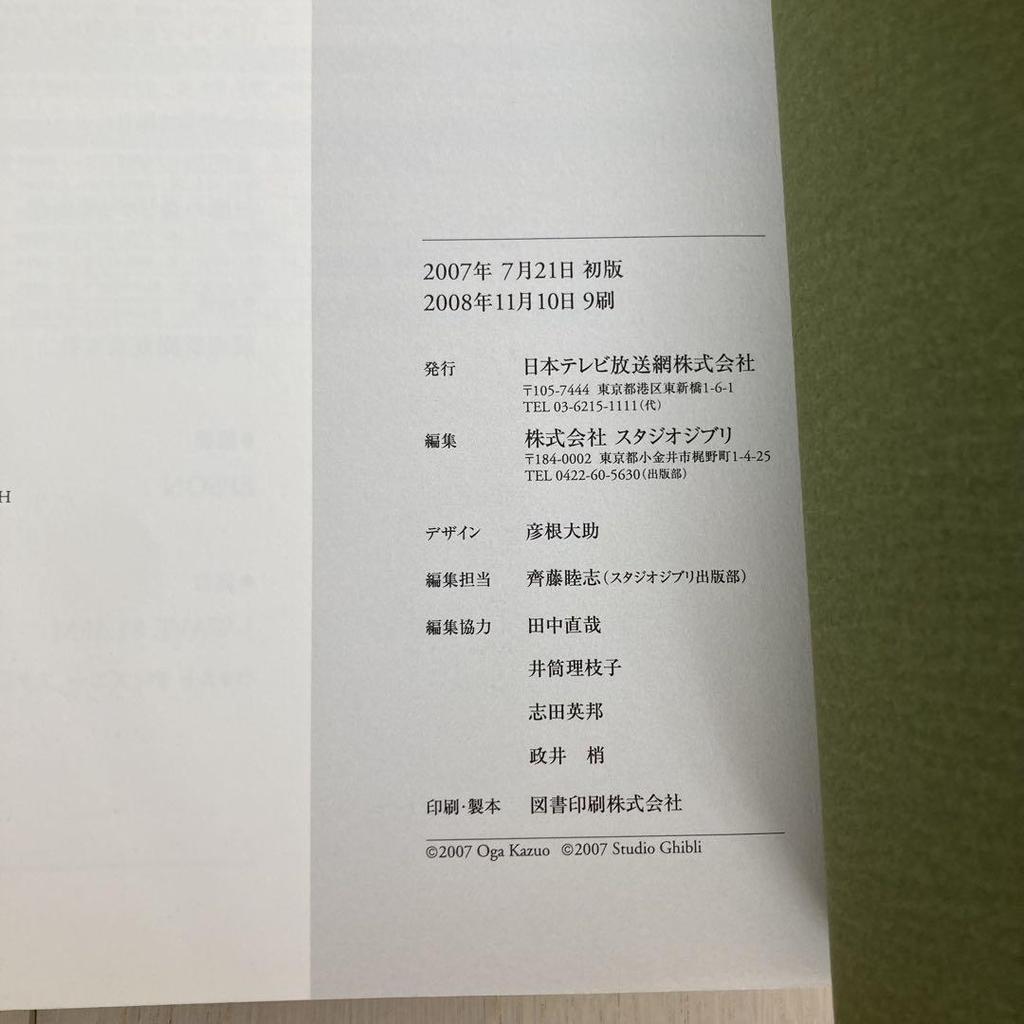 2007年 7月21日 初版
2008年11月10日 9刷
発行 日本テレビ放送網株式会社
〒105-7444 東京都港区東新橋1-6-1
TEL 03-6215-1111(代)
編集 株式会社 スタジオジブリ
〒184-0002 東京都小金井市梶野町1-4-25
TEL 0422-60-5630(出版部)
H
デザイン 彦根大助
編集担当 齊藤睦志(スタジオジブリ出版部)
編集協力 田中直哉
井筒理枝子
志田英邦
政井 梢
印刷・製本 図書印刷株式会社
©2007 Oga Kazuo ©2007 Studio Ghibli